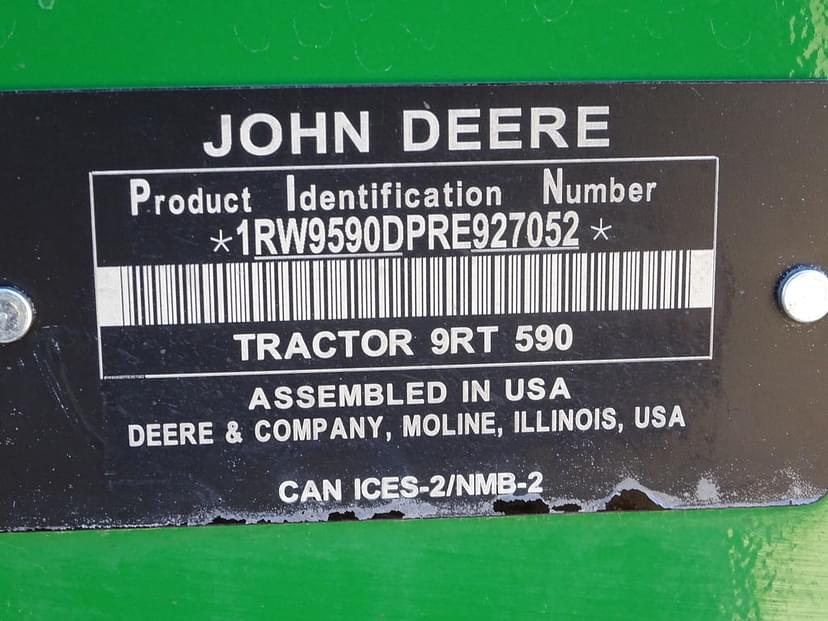 JOHN DEERE
Product Identification Number
*1RW9590DPRE927052*
TRACTOR 9RT 590
ASSEMBLED IN USA
DEERE & COMPANY, MOLINE, ILLINOIS, USA
CAN ICES-2/NMB-2